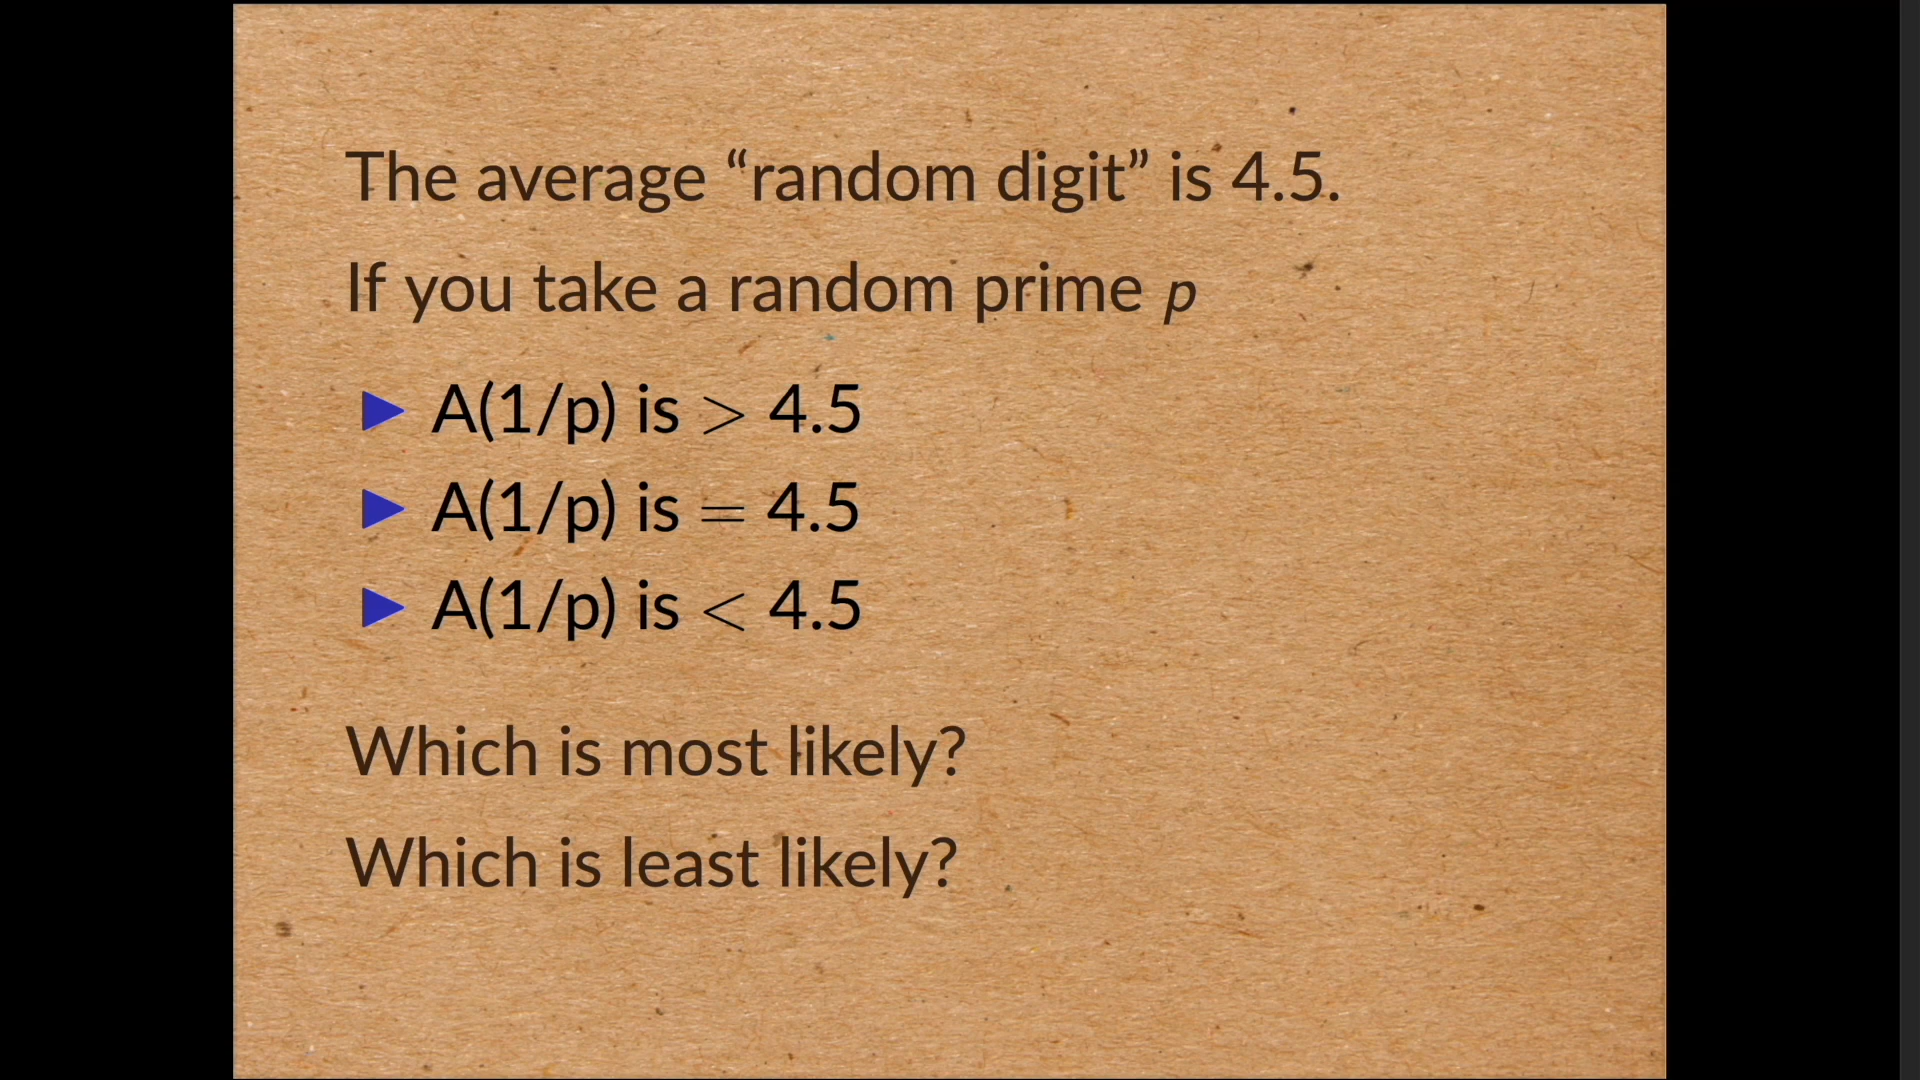 The average “random digit” is 4.5.
If you take a random prime p
▶ A(1/p) is > 4.5
▶ A(1/p) is = 4.5
▶ A(1/p) is < 4.5
Which is most likely?
Which is least likely?